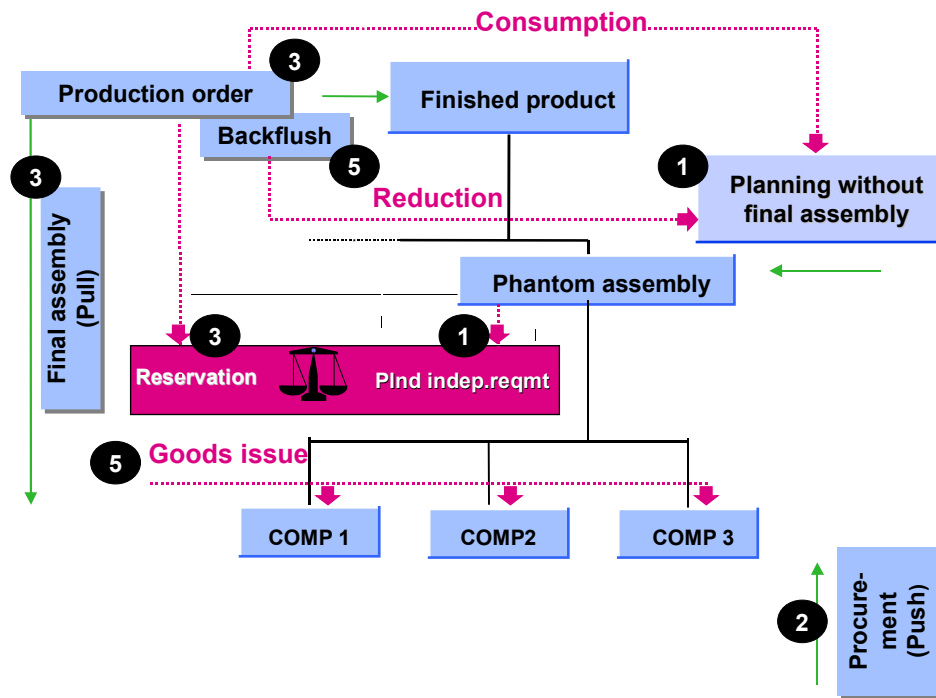 Consumption
3
Production order
Finished product
Backflush
5
3
1
Planning without
final assembly
Reduction
Final assembly
(Pull)
Phantom assembly
3
1
Reservation
Plnd indep.reqmt
5
Goods issue
COMP 1
COMP2
COMP 3
2
Procure-
ment
(Push)